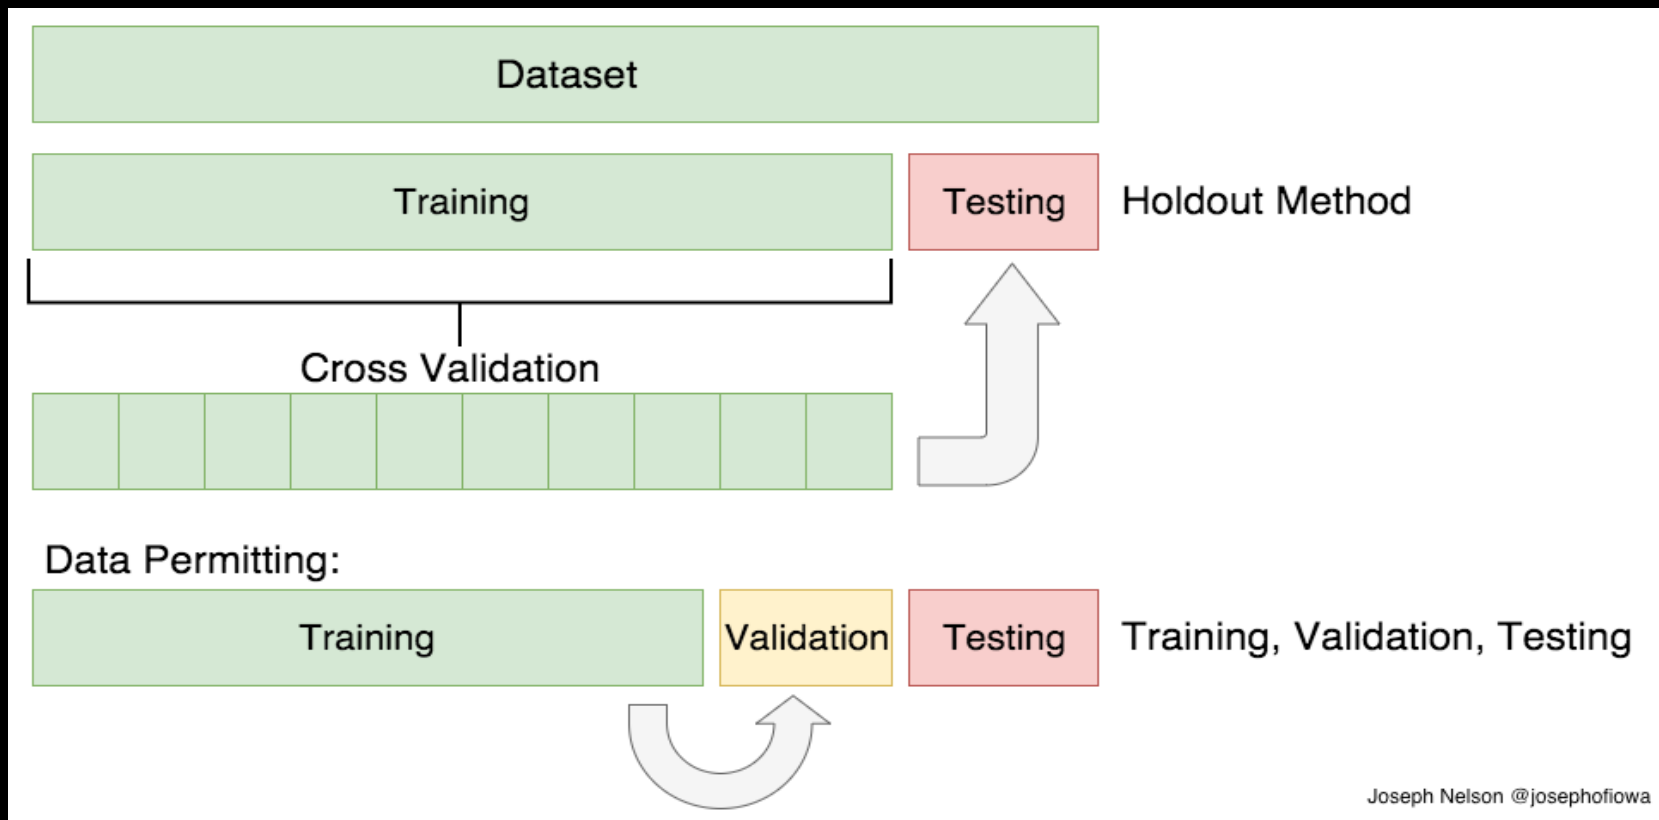 Dataset
Training
Testing
Holdout Method
Cross Validation
Data Permitting:
Training
Validation
Testing
Training, Validation, Testing
Joseph Nelson @josephofiowa